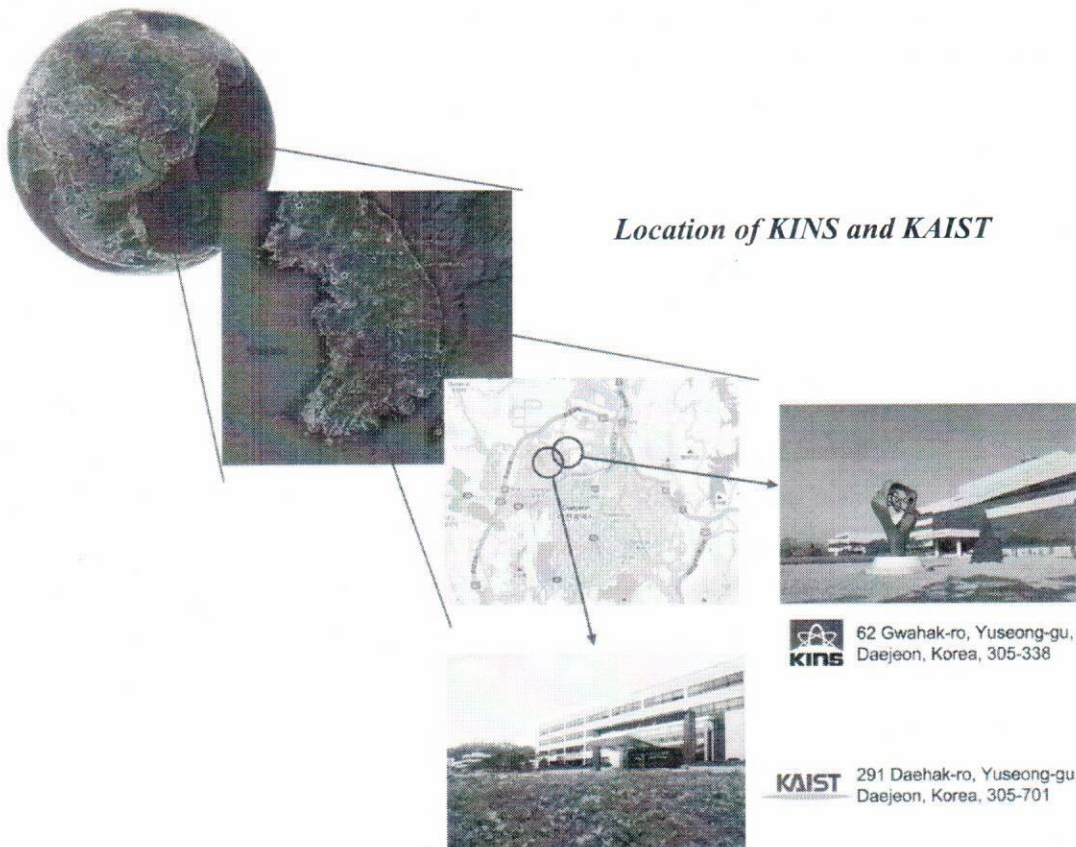 Location of KINS and KAIST
KINS
62 Gwahak-ro, Yuseong-gu,
Daejeon, Korea, 305-338
KAIST
291 Daehak-ro, Yuseong-gu,
Daejeon, Korea, 305-701